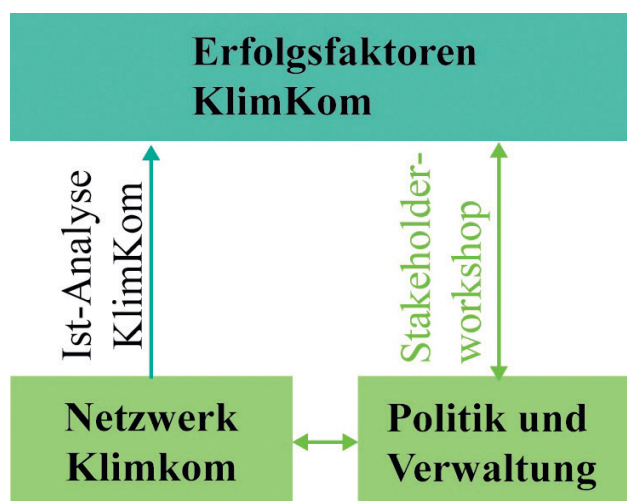 Erfolgsfaktoren
KlimKom
Ist-Analyse
KlimKom
Stakeholder-
workshop
Netzwerk
Klimkom
Politik und
Verwaltung